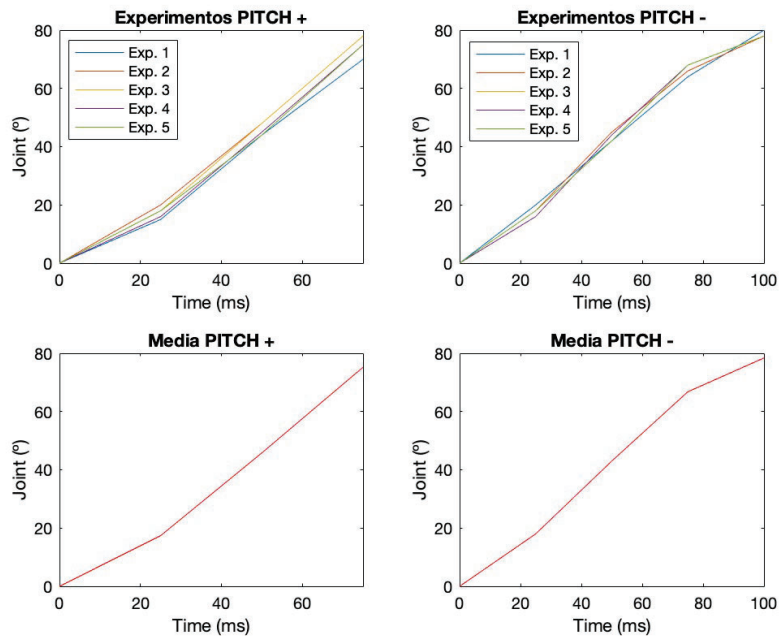 Experimentos PITCH +
80
60
40
20
0
Joint (º)
Exp. 1
Exp. 2
Exp. 3
Exp. 4
Exp. 5
0 20 40 60
Time (ms)
Experimentos PITCH -
80
60
40
20
0
Joint (º)
Exp. 1
Exp. 2
Exp. 3
Exp. 4
Exp. 5
0 20 40 60 80 100
Time (ms)
Media PITCH +
80
60
40
20
0
Joint (º)
0 20 40 60
Time (ms)
Media PITCH -
80
60
40
20
0
Joint (º)
0 20 40 60 80 100
Time (ms)